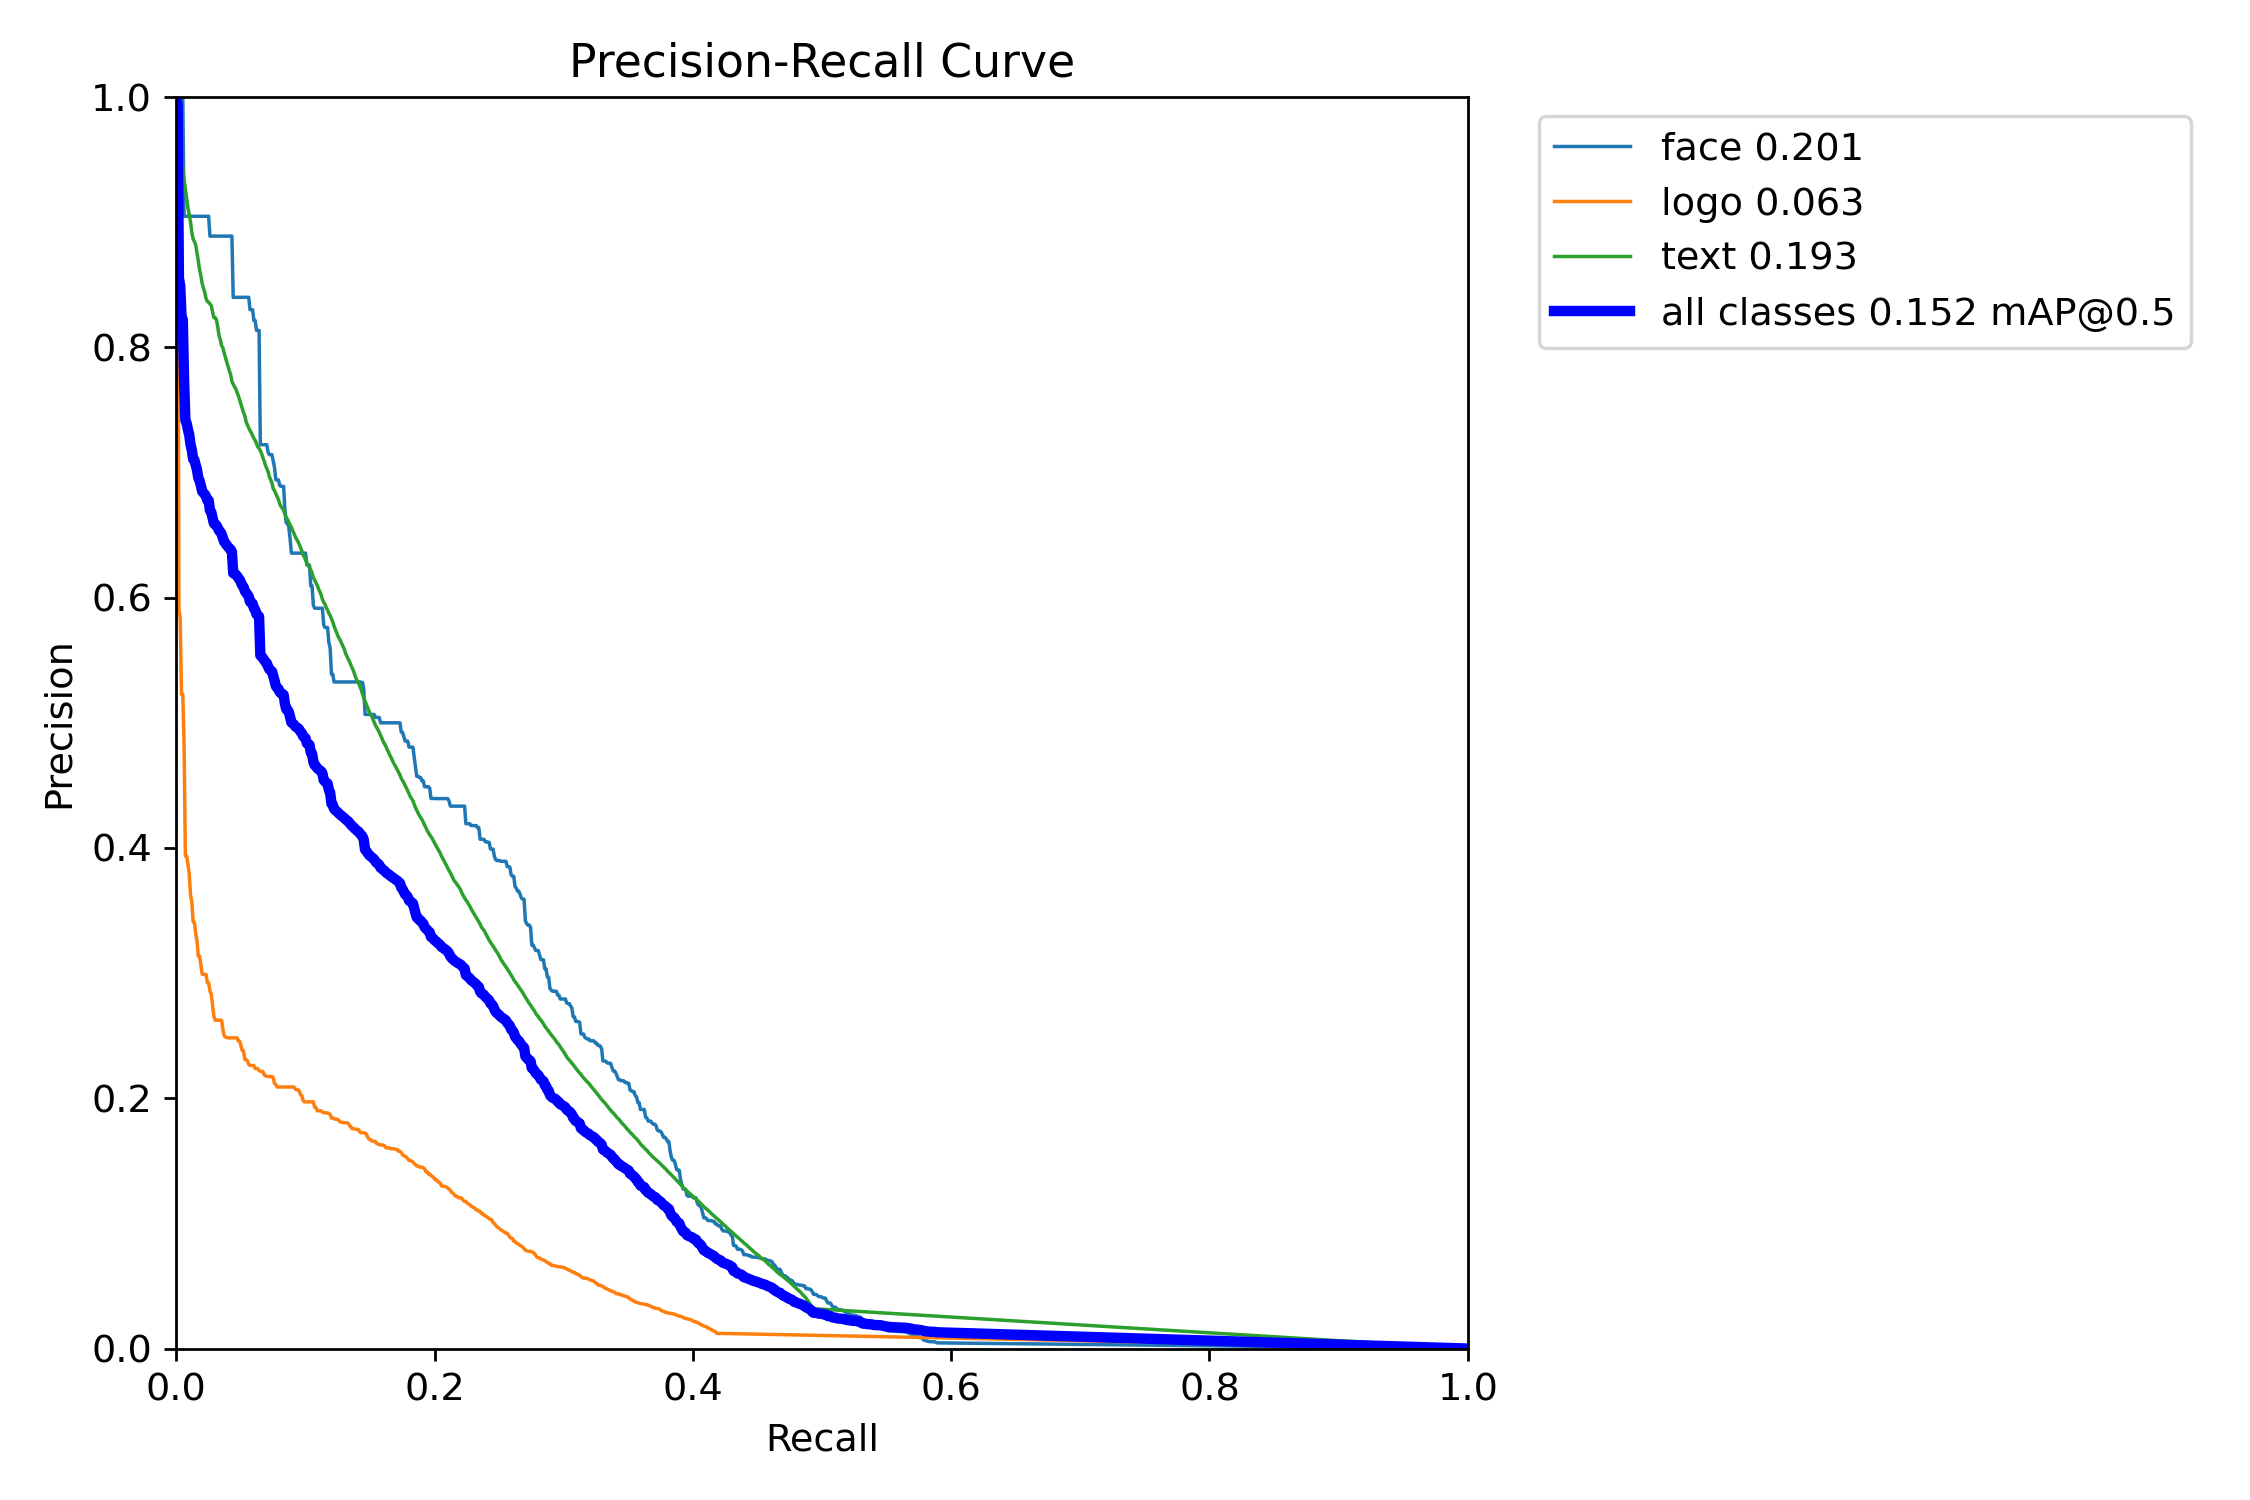 Precision-Recall Curve
1.0
0.8
0.6
0.4
0.2
0.0
Precision
0.0 0.2 0.4 0.6 0.8 1.0
Recall
face 0.201
logo 0.063
text 0.193
all classes 0.152 mAP@0.5